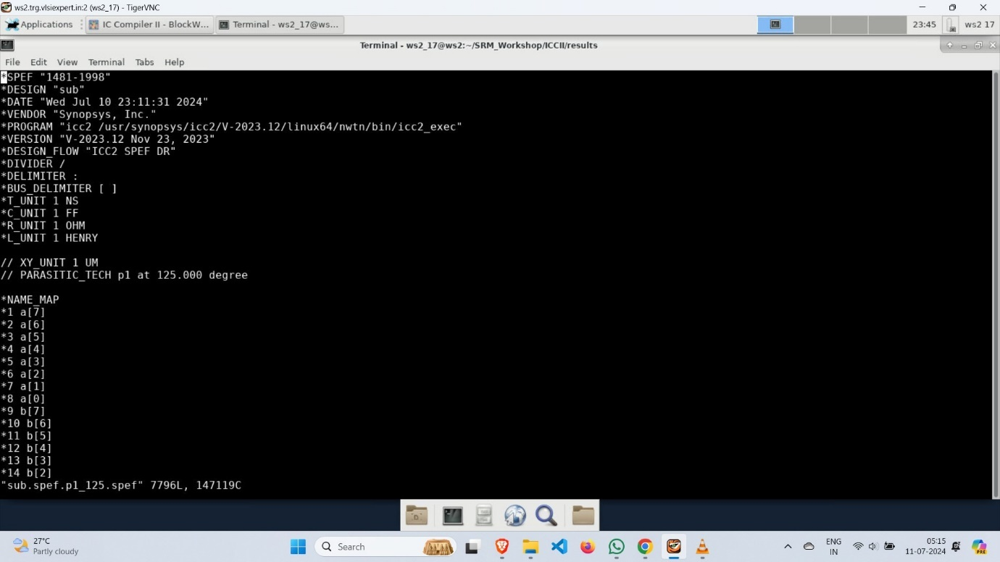 ws2.trg.vlsiexpert.in:2 (ws2_17) - TigerVNC
Applications IC Compiler II - BlockW... Terminal - ws2_17@ws... 23:45 ws2 17
Terminal - ws2_17@ws2:~/SRM_Workshop/ICCII/results
File Edit View Terminal Tabs Help
*SPEF "1481-1998"
*DESIGN "sub"
*DATE "Wed Jul 10 23:11:31 2024"
*VENDOR "Synopsys, Inc."
*PROGRAM "icc2 /usr/synopsys/icc2/V-2023.12/linux64/nwtn/bin/icc2_exec"
*VERSION "V-2023.12 Nov 23, 2023"
*DESIGN_FLOW "ICC2 SPEF DR"
*DIVIDER /
*DELIMITER :
*BUS_DELIMITER [ ]
*T_UNIT 1 NS
*C_UNIT 1 FF
*R_UNIT 1 OHM
*L_UNIT 1 HENRY
// XY_UNIT 1 UM
// PARASITIC_TECH p1 at 125.000 degree
*NAME_MAP
*1 a[7]
*2 a[6]
*3 a[5]
*4 a[4]
*5 a[3]
*6 a[2]
*7 a[1]
*8 a[0]
*9 b[7]
*10 b[6]
*11 b[5]
*12 b[4]
*13 b[3]
*14 b[2]
"sub.spef.p1_125.spef" 7796L, 147119C
27°C
Partly cloudy
Search
ENG
IN
05:15
11-07-2024
PRE